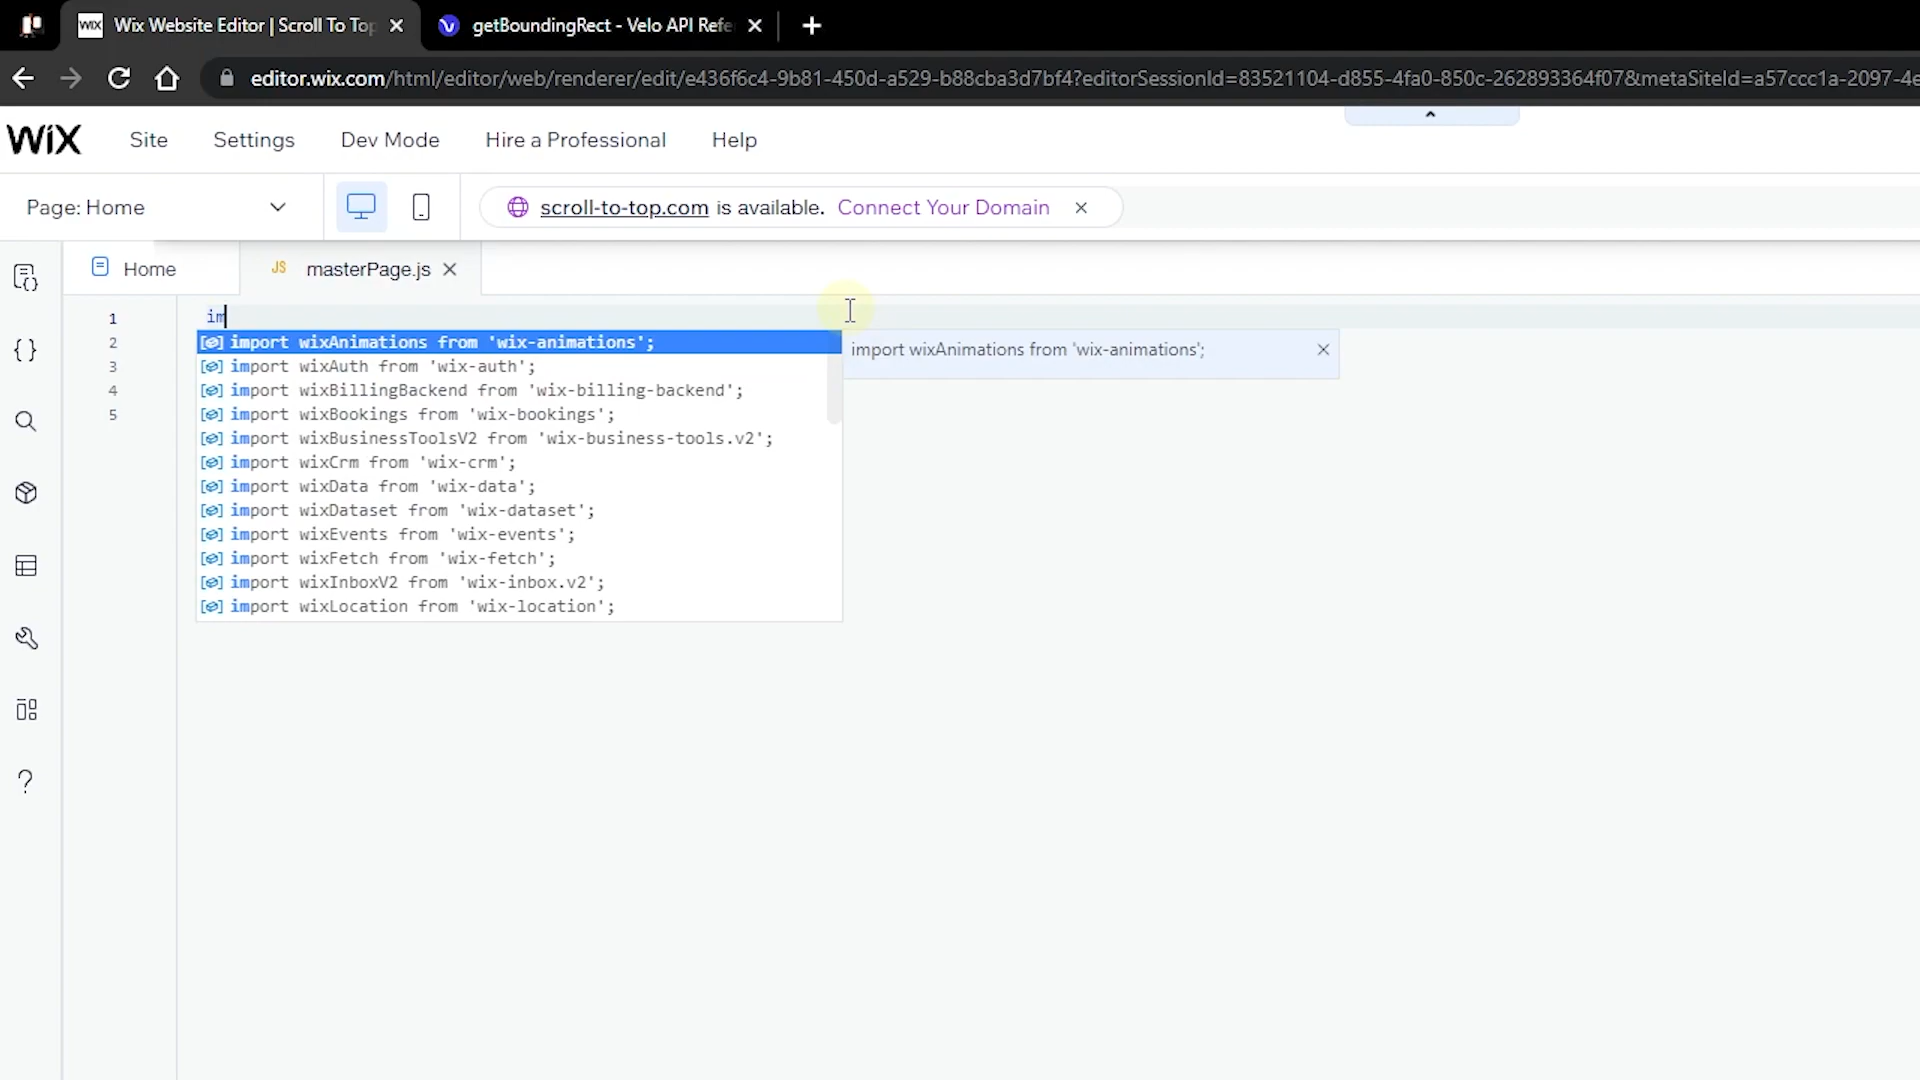 WIX Wix Website Editor | Scroll To Top
getBoundingRect - Velo API Refe
editor.wix.com/html/editor/web/renderer/edit/e436f6c4-9b81-450d-a529-b88cba3d7bf4?editorSessionId=83521104-d855-4fa0-850c-262893364f07&metaSiteId=a57ccc1a-2097-4e
WIX Site Settings Dev Mode Hire a Professional Help
Page: Home
scroll-to-top.com is available. Connect Your Domain
Home
JS masterPage.js
1 im
2
3
4
5
import wixAnimations from 'wix-animations';
import wixAnimations from 'wix-animations';
import wixAuth from 'wix-auth';
import wixBillingBackend from 'wix-billing-backend';
import wixBookings from 'wix-bookings';
import wixBusinessToolsV2 from 'wix-business-tools.v2';
import wixCrm from 'wix-crm';
import wixData from 'wix-data';
import wixDataset from 'wix-dataset';
import wixEvents from 'wix-events';
import wixFetch from 'wix-fetch';
import wixInboxV2 from 'wix-inbox.v2';
import wixLocation from 'wix-location';